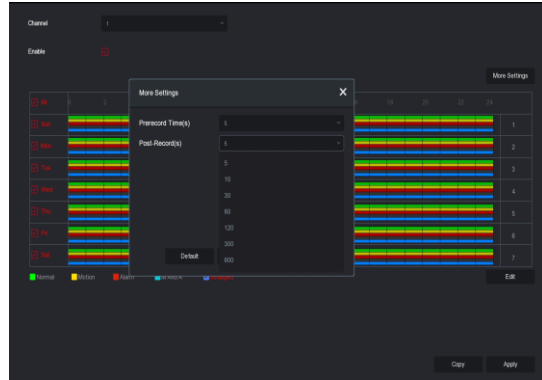 Channel 1
Enable
More Settings
More Settings X
All 0 2 18 20 22 24
Prerecord Time(s) 5
Sun 1
Post-Record(s) 5
Mon 2
5
Tue 3
10
30
Wed 4
60
Thu 5
120
Fri 6
300
Sat Default 600 7
Normal Motion Alarm Edit
Copy Apply